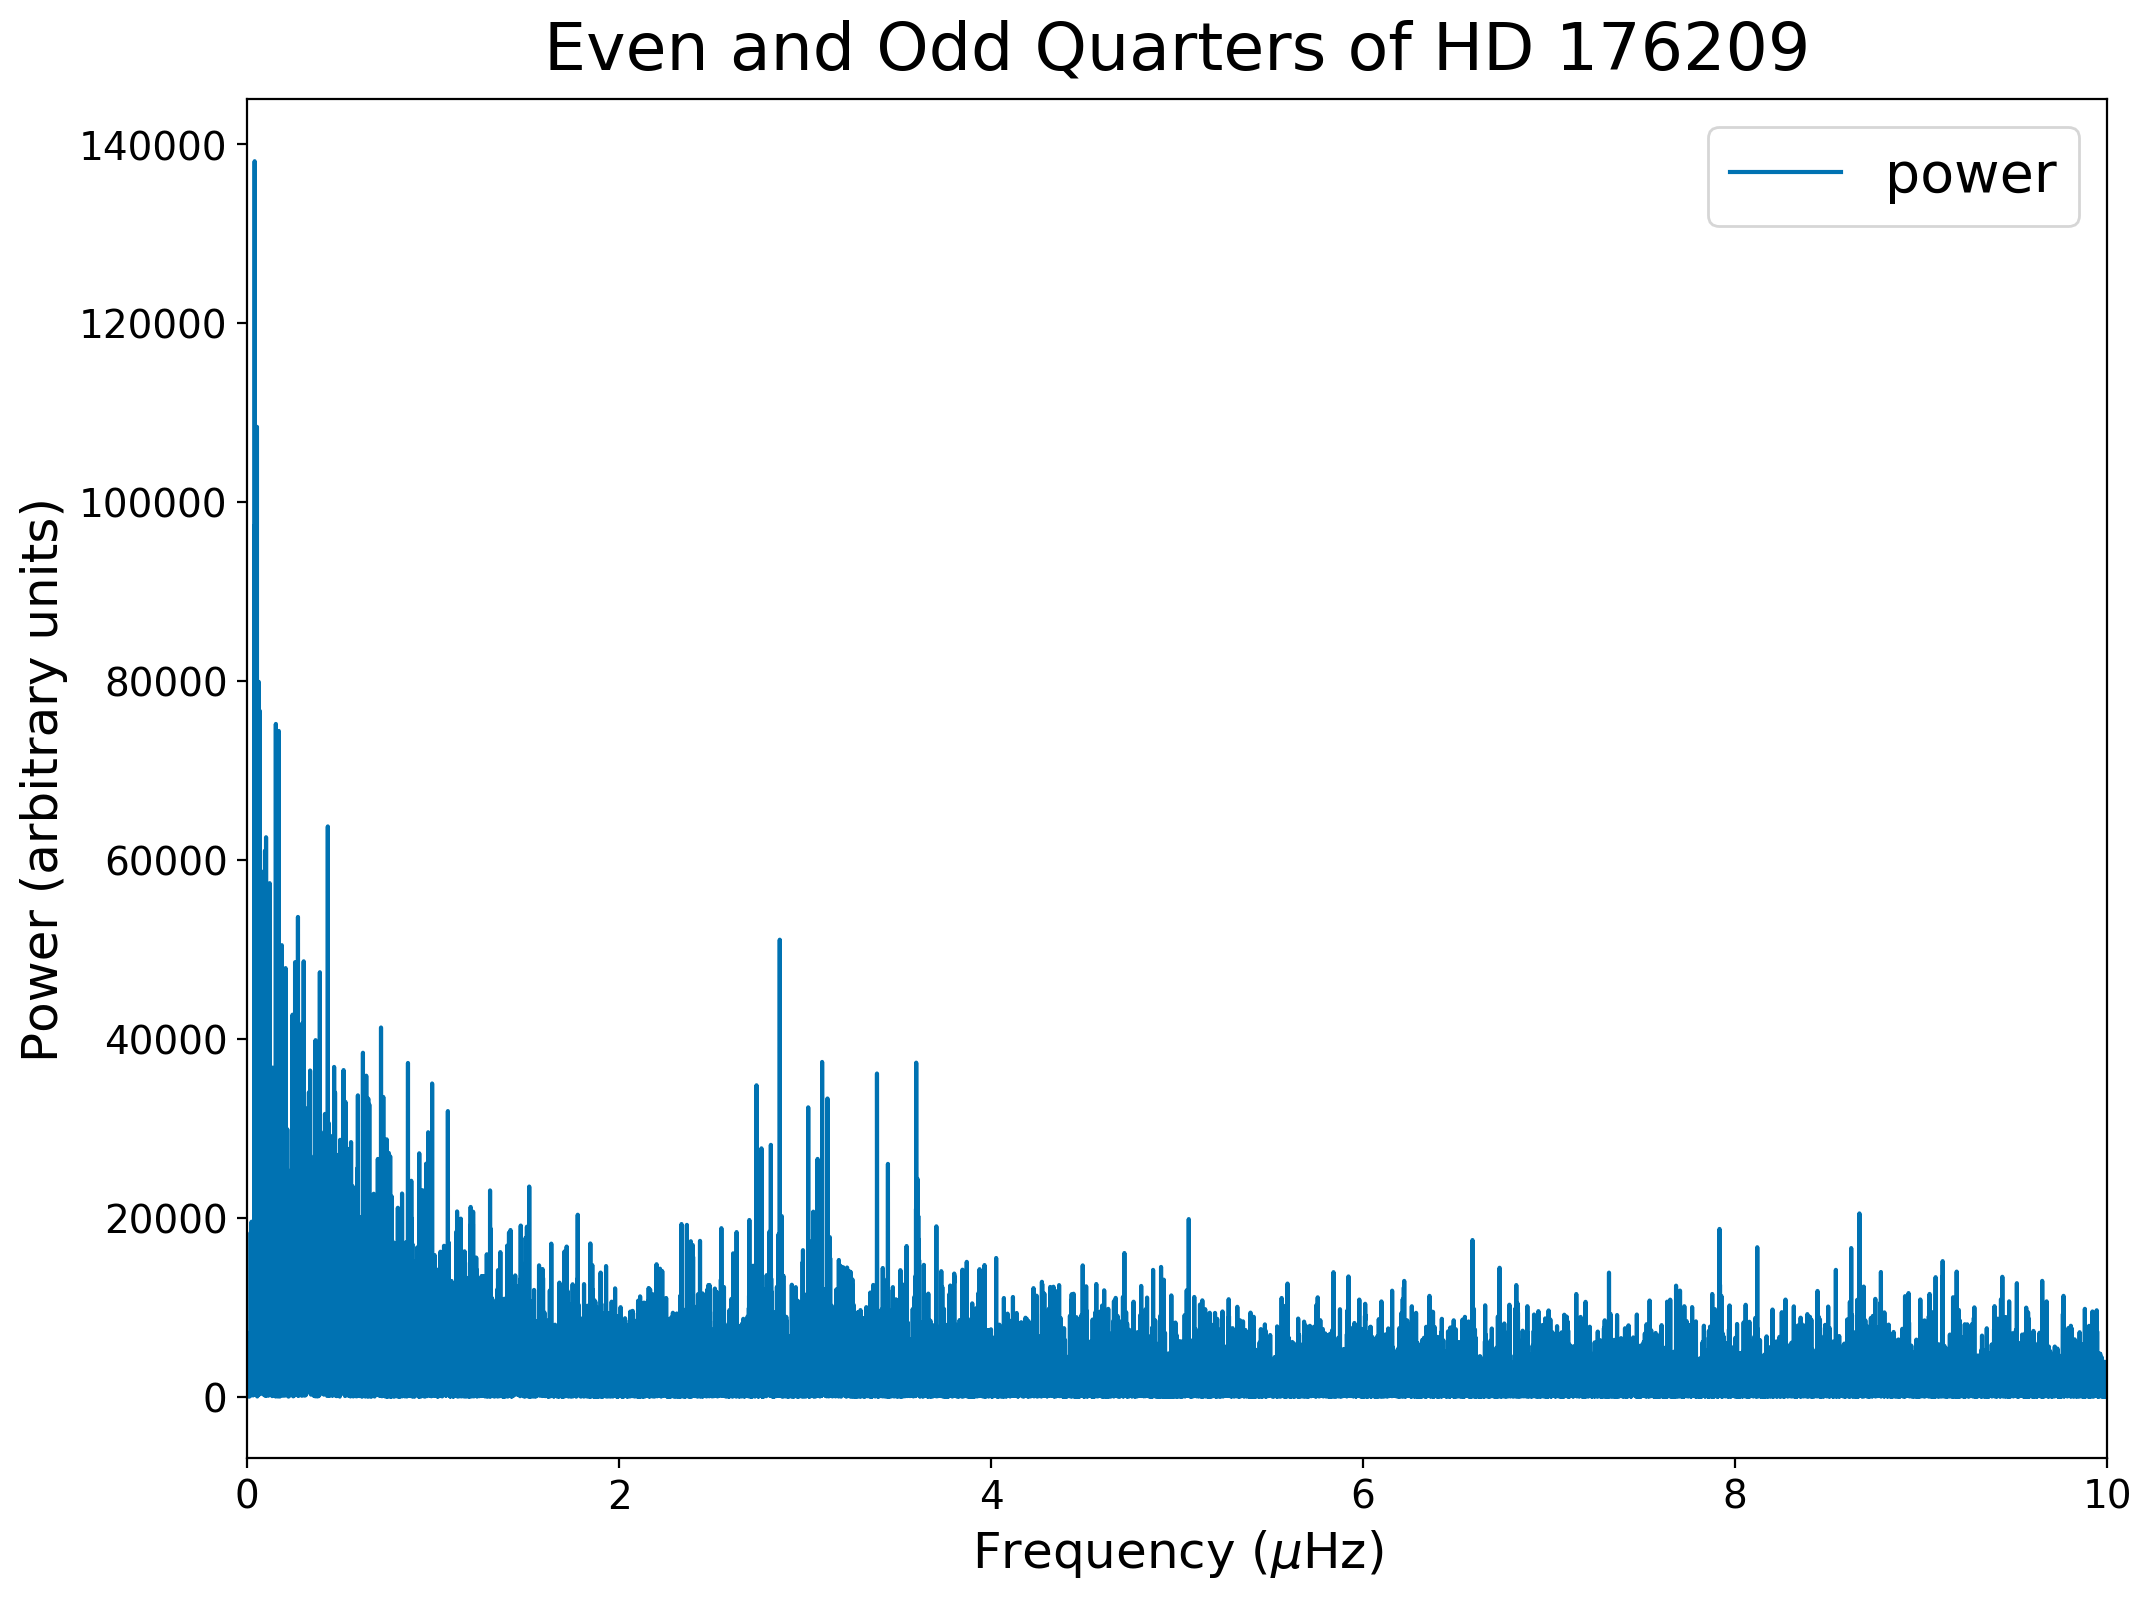 Even and Odd Quarters of HD 176209
power
Power (arbitrary units)
140000
120000
100000
80000
60000
40000
20000
0
0 2 4 6 8 10
Frequency (μHz)